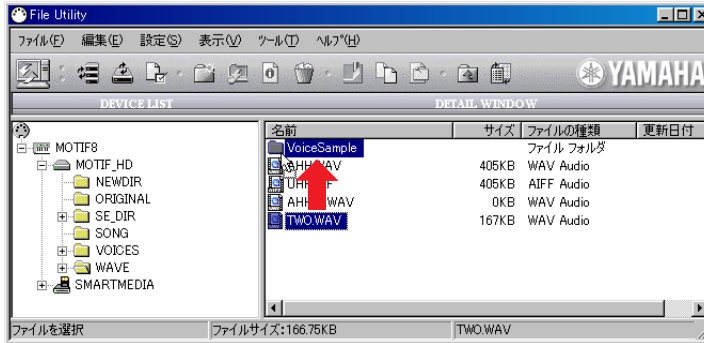 File Utility
ファイル(F) 編集(E) 設定(S) 表示(V) ツール(T) ヘルプ(H)
YAMAHA
DEVICE LIST DETAIL WINDOW
MOTIF8
MOTIF_HD
NEWDIR
ORIGINAL
SE_DIR
SONG
VOICES
WAVE
SMARTMEDIA
名前 サイズ ファイルの種類 更新日付
VoiceSample ファイル フォルダ
AHH WAV 405KB WAV Audio
405KB AIFF Audio
AHH WAV 0KB WAV Audio
TWO.WAV 167KB WAV Audio
ファイルを選択 ファイルサイズ:166.75KB TWO.WAV